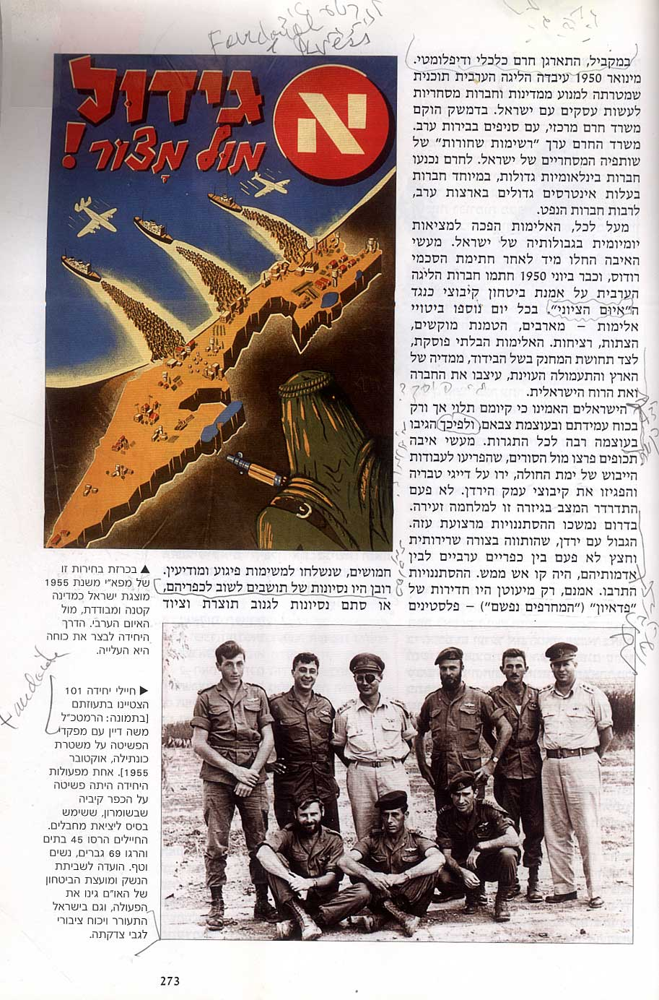 א
גידול
מול מצור!
במקביל, התארגן חרם כלכלי ודיפלומטי.
מינואר 1950 עיבדה הליגה הערבית תוכנית
שמטרתה למנוע ממדינות וחברות מסחריות
לעשות עסקים עם ישראל. בדמשק הוקם
משרד חרם מרכזי, עם סניפים בבירות ערב.
משרד החרם ערך "רשימות שחורות" של
שותפיה המסחריים של ישראל. לחרם נכנעו
חברות בינלאומיות גדולות, במיוחד חברות
בעלות אינטרסים גדולים בארצות ערב,
לרבות חברות הנפט.
מעל לכל, האלימות הפכה למציאות
יומיומית בגבולותיה של ישראל. מעשי
האיבה החלו מיד לאחר חתימת הסכמי
רודוס, וכבר ביוני 1950 חתמו חברות הליגה
הערבית על אמנת ביטחון קיבוצי כנגד
ה"איום הציוני". בכל יום נוספו ביטויי
אלימות – מארבים, הטמנת מוקשים,
הצתות, רציחות. האלימות הבלתי פוסקת,
לצד תחושת המחנק בשל הבידוד, ממדיה של
הארץ והתעמולה העוינת, עיצבו את החברה
ואת הרוח הישראלית.
הישראלים האמינו כי קיומם תלוי אך ורק
בכוח עמידתם ובעוצמת צבאם, ולפיכך הגיבו
בעוצמה רבה לכל התגרות. מעשי איבה
תכופים פרצו מול הסורים, שהפריעו לעבודות
הייבוש של ימת החולה, ירו על דייגי טבריה
והפגיזו את קיבוצי עמק הירדן. לא פעם
התדרדר המצב בגיזרה זו למלחמה זעירה.
בדרום נמשכו ההסתננויות מרצועת עזה.
הגבול עם ירדן, שהותווה בצורה שרירותית
וחצץ לא פעם בין כפריים ערביים לבין
אדמותיהם, היה קו אש ממש. ההסתננויות
התרבו. אמנם, רק מיעוטן היו חדירות של
"פדאיון" ("המחרפים נפשם") – פלסטינים
חמושים, שנשלחו למשימות פיגוע ומודיעין.
רובן היו נסיונות של תושבים לשוב לכפריהם,
או סתם נסיונות לגנוב תוצרת וציוד
▲ בכרזת בחירות זו
של מפא"י משנת 1955
מוצגת ישראל כמדינה
קטנה ומבודדת, מול
האיום הערבי. הדרך
היחידה לבצר את כוחה
היא העלייה.
◀ חיילי יחידה 101
הצטיינו בתעוזתם
[בתמונה: הרמטכ"ל
משה דיין עם מפקדי
הפשיטה על משטרת
כונתילה, אוקטובר
1955]. אחת מפעולות
היחידה היתה פשיטה
על הכפר קיביה
שבשומרון, ששימש
בסיס ליציאת מחבלים.
החיילים הרסו 45 בתים
והרגו 69 גברים, נשים
וטף. הועדה לשביתת
הנשק ומועצת הביטחון
של האו"ם גינו את
הפעולה, וגם בישראל
התעורר ויכוח ציבורי
לגבי צדקתה.
273